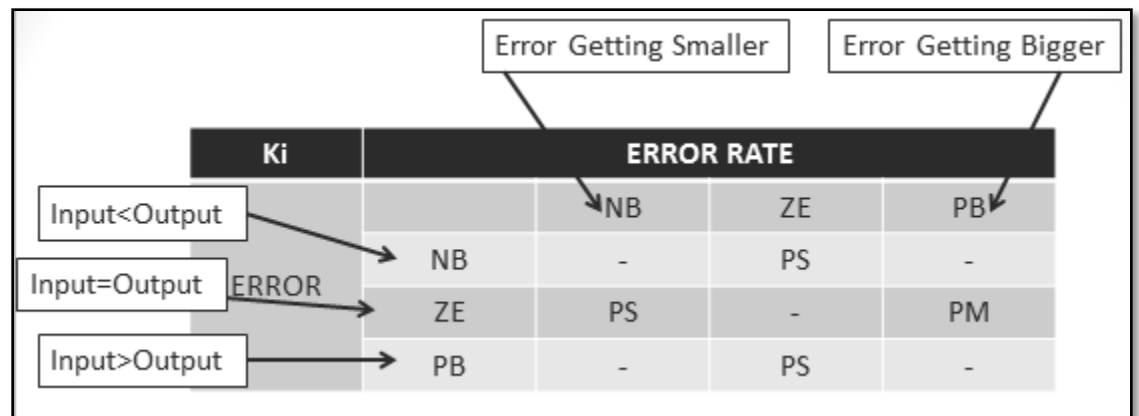 Error Getting Smaller Error Getting Bigger
Ki ERROR RATE
Input<Output NB ZE PB
NB - PS -
Input=Output ERROR ZE PS - PM
Input>Output PB - PS -